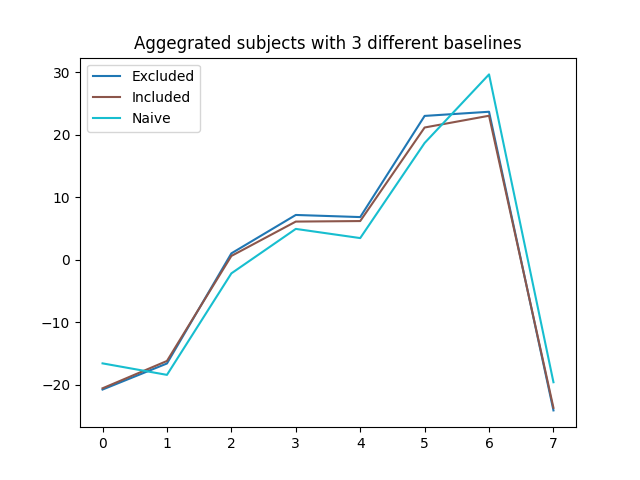 Aggegrated subjects with 3 different baselines
Excluded
Included
Naive
30
20
10
0
−10
−20
0 1 2 3 4 5 6 7